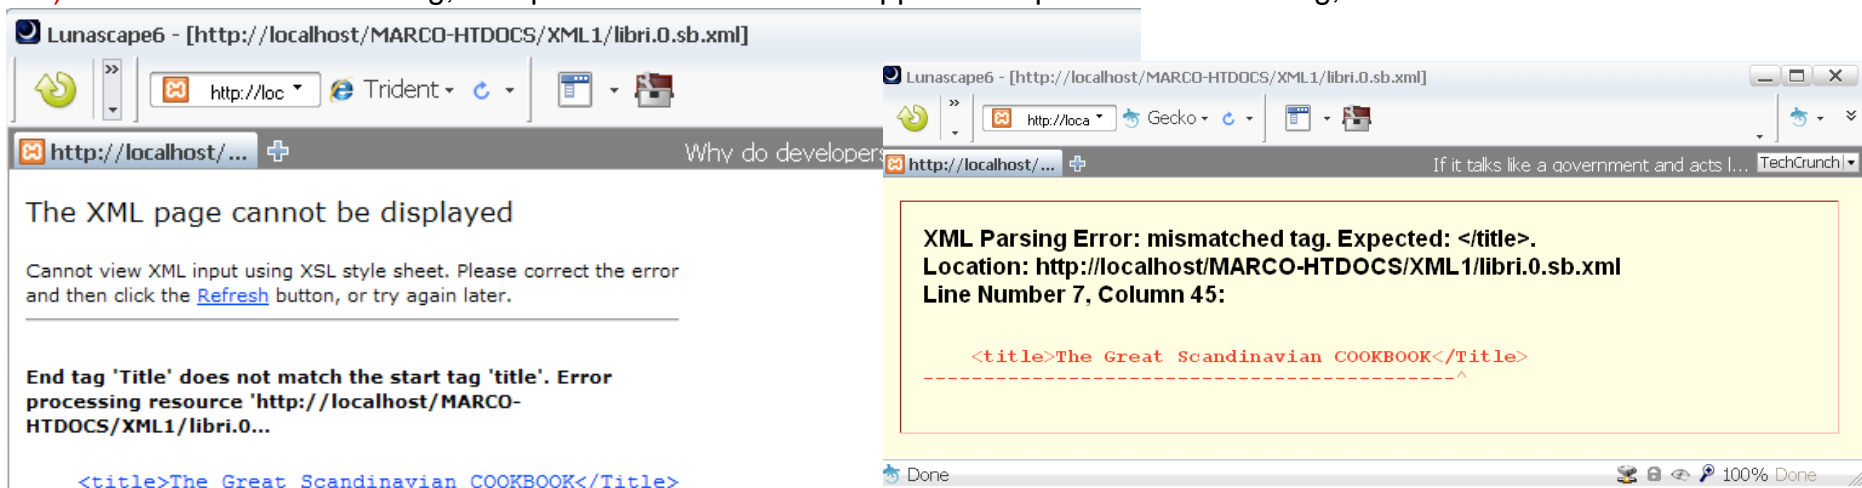 Lunascape6 - [http://localhost/MARCO-HTDOCS/XML1/libri.0.sb.xml]
http://loc Trident
http://localhost/... Why do developers
The XML page cannot be displayed
Cannot view XML input using XSL style sheet. Please correct the error
and then click the Refresh button, or try again later.
End tag 'Title' does not match the start tag 'title'. Error
processing resource 'http://localhost/MARCO-
HTDOCS/XML1/libri.0...
<title>The Great Scandinavian COOKBOOK</Title>
Lunascape6 - [http://localhost/MARCO-HTDOCS/XML1/libri.0.sb.xml]
http://loca Gecko
http://localhost/... If it talks like a government and acts l... TechCrunch
XML Parsing Error: mismatched tag. Expected: </title>.
Location: http://localhost/MARCO-HTDOCS/XML1/libri.0.sb.xml
Line Number 7, Column 45:
<title>The Great Scandinavian COOKBOOK</Title>
--------------------------------------------^
Done 100% Done